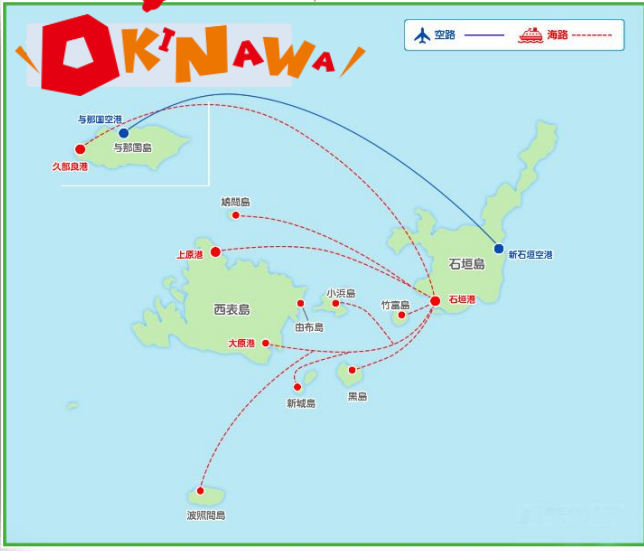 OKINAWA
空路
海路
与那国空港
与那国島
久部良港
鳩間島
上原港
石垣島
新石垣空港
西表島
小浜島
竹富島
石垣港
由布島
大原港
新城島
黒島
波照間島